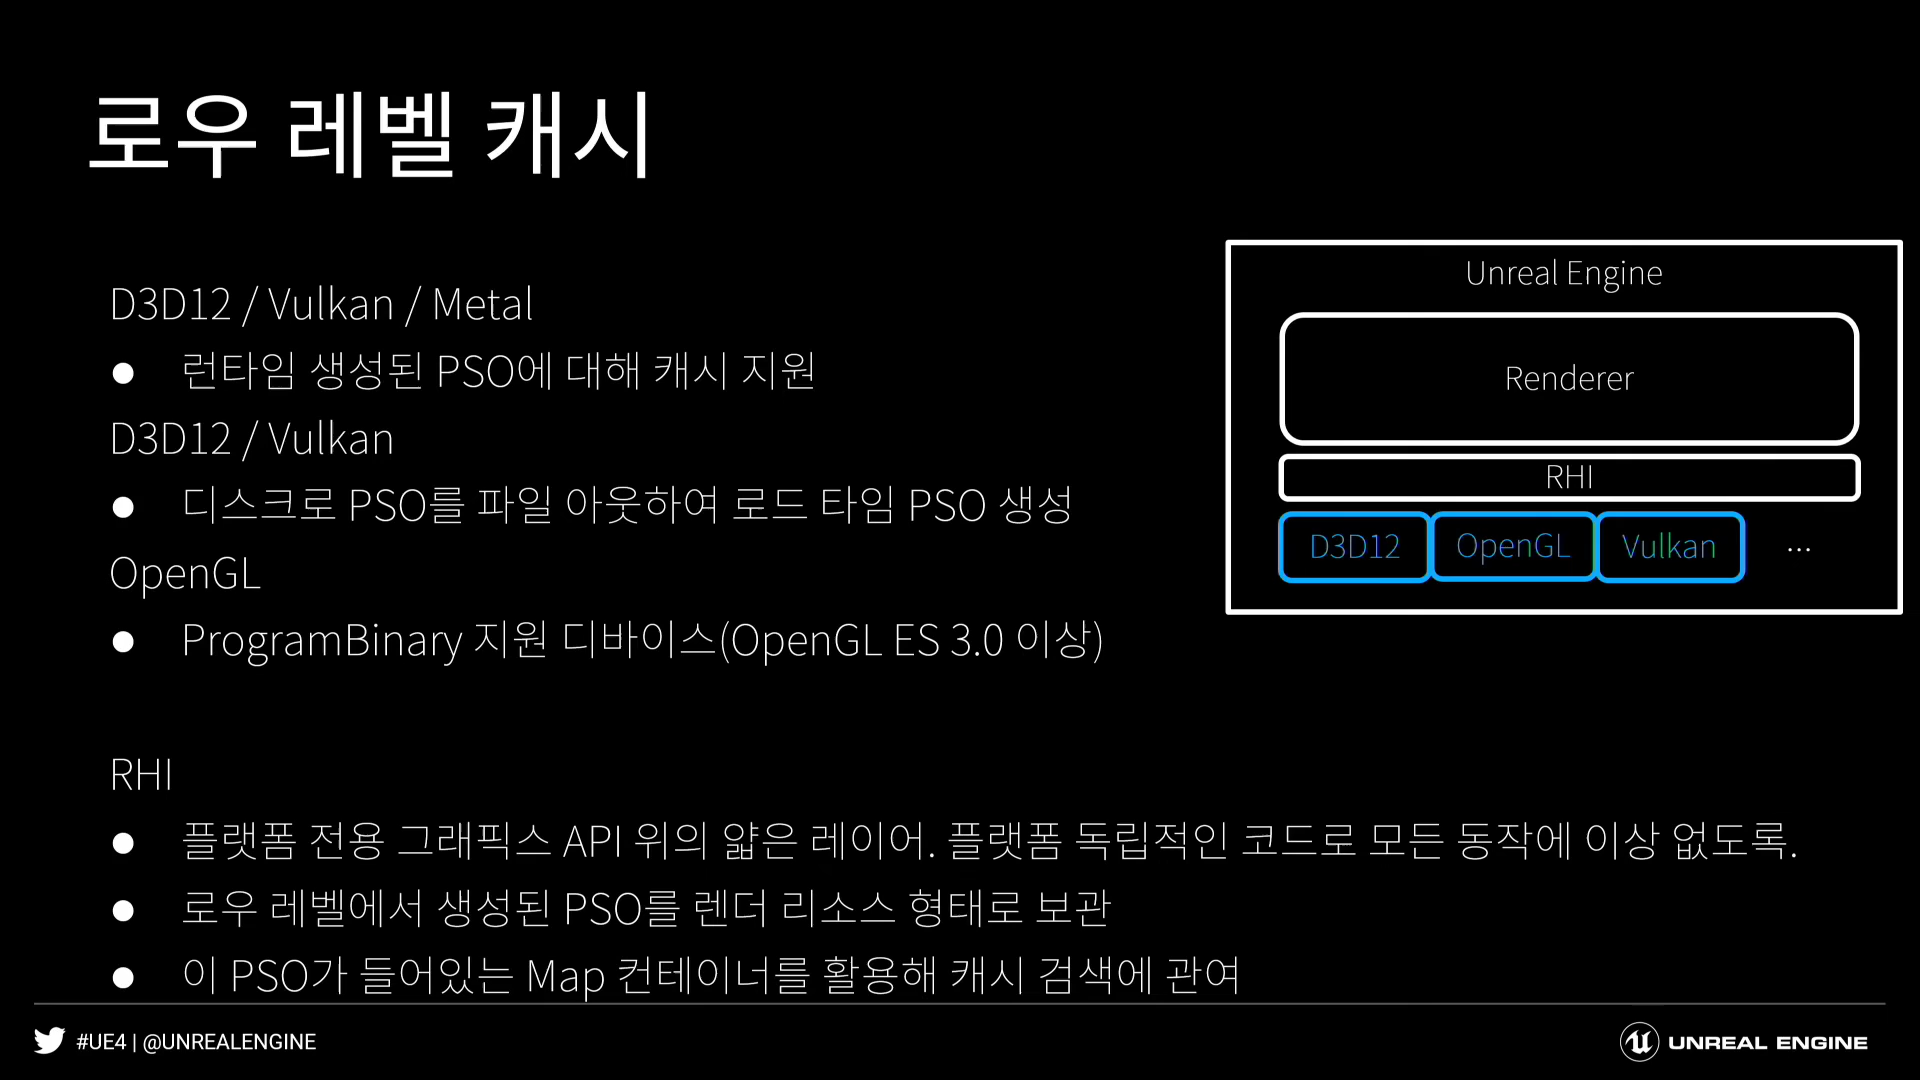 로우 레벨 캐시
D3D12 / Vulkan / Metal
● 런타임 생성된 PSO에 대해 캐시 지원
D3D12 / Vulkan
● 디스크로 PSO를 파일 아웃하여 로드 타임 PSO 생성
OpenGL
● ProgramBinary 지원 디바이스(OpenGL ES 3.0 이상)
RHI
● 플랫폼 전용 그래픽스 API 위의 얇은 레이어. 플랫폼 독립적인 코드로 모든 동작에 이상 없도록.
● 로우 레벨에서 생성된 PSO를 렌더 리소스 형태로 보관
● 이 PSO가 들어있는 Map 컨테이너를 활용해 캐시 검색에 관여
Unreal Engine
Renderer
RHI
D3D12 OpenGL Vulkan ...
#UE4 | @UNREALENGINE
UNREAL ENGINE